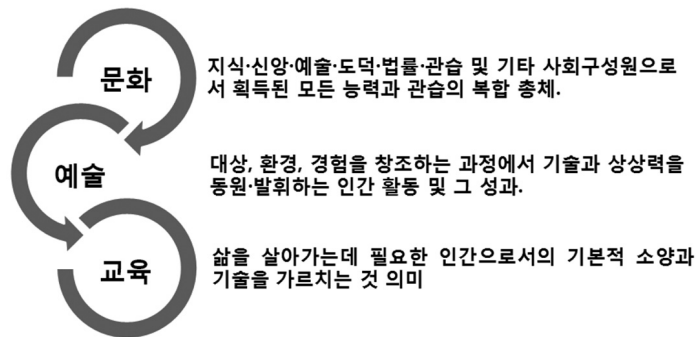 문화
지식·신앙·예술·도덕·법률·관습 및 기타 사회구성원으로
서 획득된 모든 능력과 관습의 복합 총체.
예술
대상, 환경, 경험을 창조하는 과정에서 기술과 상상력을
동원·발휘하는 인간 활동 및 그 성과.
교육
삶을 살아가는데 필요한 인간으로서의 기본적 소양과
기술을 가르치는 것 의미